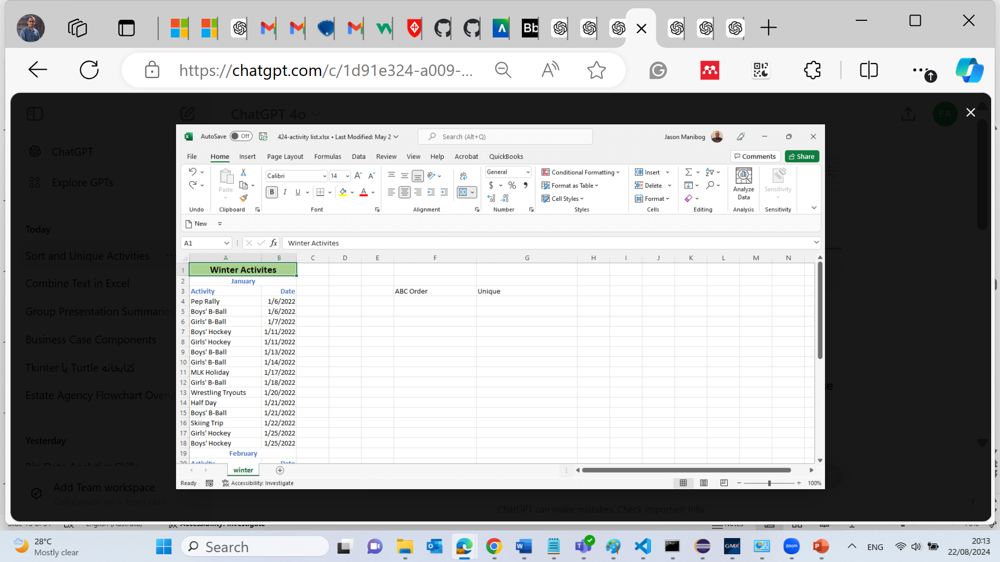 https://chatgpt.com/c/1d91e324-a009-...
ChatGPT 4o
FA
ChatGPT
Explore GPTs
Today
Sort and Unique Activities
Combine Text in Excel
Group Presentation Summaries
Business Case Components
کتابخانه Turtle یا Tkinter
Estate Agency Flowchart Overv
Yesterday
Big Data Analytics Skills
Add Team workspace
Collaborate on a Team plan
ChatGPT can make mistakes. Check important info.
?
AutoSave Off 424-activity list.xlsx • Last Modified: May 2 Search (Alt+Q) Jason Manibog
File Home Insert Page Layout Formulas Data Review View Help Acrobat QuickBooks Comments Share
Calibri 14 General Conditional Formatting Insert
Paste B I U $ % Format as Table Delete Analyze Data Sensitivity
Cell Styles Format
Undo Clipboard Font Alignment Number Styles Cells Editing Analysis Sensitivity
New
A1 fx Winter Activites
A B C D E F G H I J K L M N
1 Winter Activites
2 January
3 Activity Date ABC Order Unique
4 Pep Rally 1/6/2022
5 Boys' B-Ball 1/6/2022
6 Girls' B-Ball 1/7/2022
7 Boys' Hockey 1/11/2022
8 Girls' Hockey 1/11/2022
9 Boys' B-Ball 1/13/2022
10 Girls' B-Ball 1/14/2022
11 MLK Holiday 1/17/2022
12 Girls' B-Ball 1/18/2022
13 Wrestling Tryouts 1/20/2022
14 Half Day 1/21/2022
15 Boys' B-Ball 1/21/2022
16 Skiing Trip 1/22/2022
17 Girls' Hockey 1/25/2022
18 Boys' Hockey 1/25/2022
19 February
20 Activity Date
winter
Ready Accessibility: Investigate 100%
28°C
Mostly clear
Search
ENG
20:13
22/08/2024